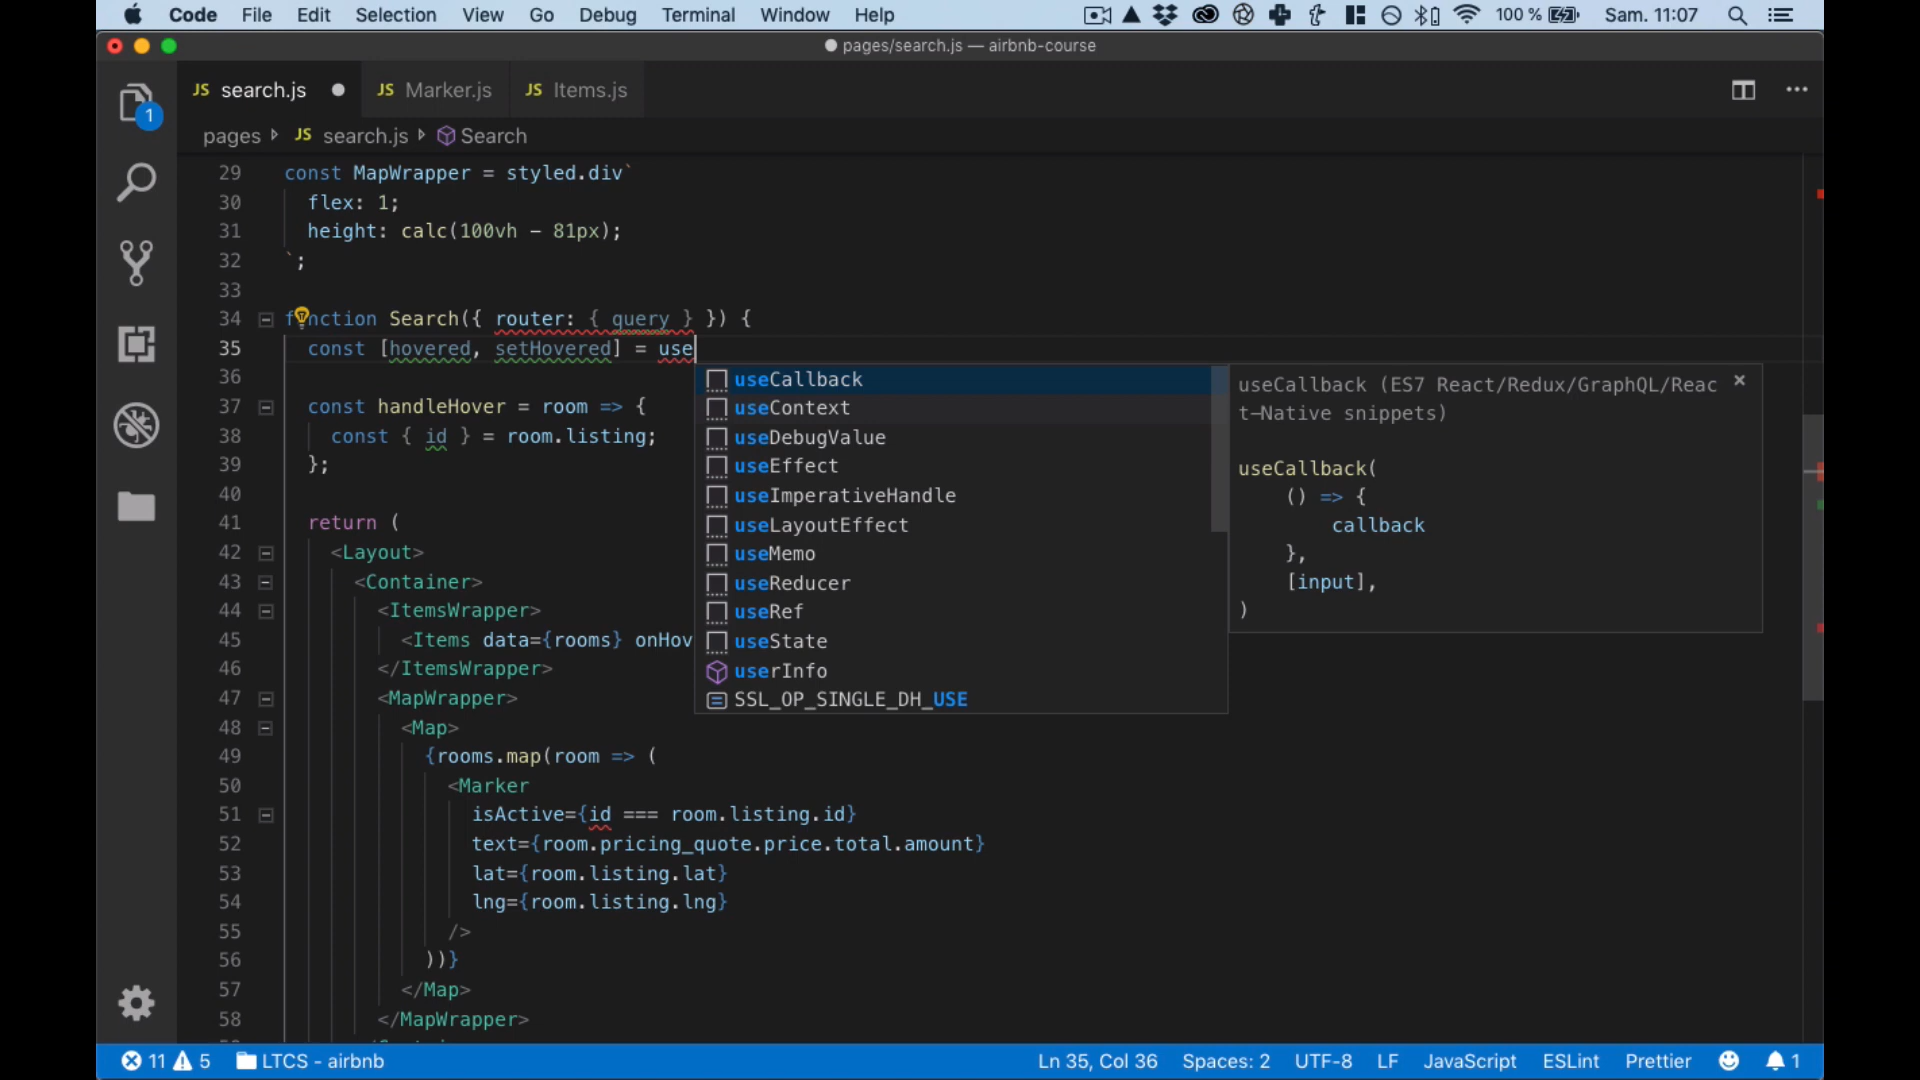 Code File Edit Selection View Go Debug Terminal Window Help 100 % Sam. 11:07
pages/search.js — airbnb-course
JS search.js JS Marker.js JS Items.js
1
pages JS search.js Search
29 const MapWrapper = styled.div`
30 flex: 1;
31 height: calc(100vh - 81px);
32 `;
33
34 function Search({ router: { query } }) {
35 const [hovered, setHovered] = use
36
37 const handleHover = room => {
38 const { id } = room.listing;
39 };
40
41 return (
42 <Layout>
43 <Container>
44 <ItemsWrapper>
45 <Items data={rooms} onHov
46 </ItemsWrapper>
47 <MapWrapper>
48 <Map>
49 {rooms.map(room => (
50 <Marker
51 isActive={id === room.listing.id}
52 text={room.pricing_quote.price.total.amount}
53 lat={room.listing.lat}
54 lng={room.listing.lng}
55 />
56 ))}
57 </Map>
58 </MapWrapper>
useCallback
useContext
useDebugValue
useEffect
useImperativeHandle
useLayoutEffect
useMemo
useReducer
useRef
useState
userInfo
SSL_OP_SINGLE_DH_USE
useCallback (ES7 React/Redux/GraphQL/Reac
t-Native snippets)
useCallback(
() => {
callback
},
[input],
)
11 5 LTCS - airbnb Ln 35, Col 36 Spaces: 2 UTF-8 LF JavaScript ESLint Prettier 1